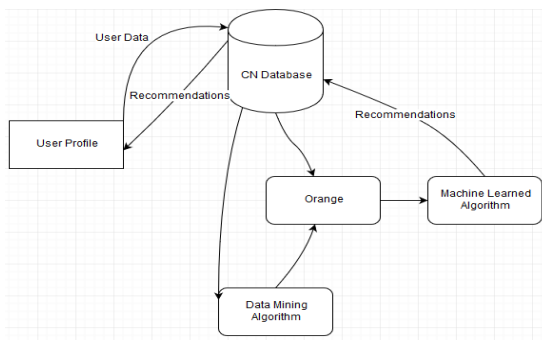 User Data
CN Database
Recommendations
Recommendations
User Profile
Orange
Machine Learned
Algorithm
Data Mining
Algorithm